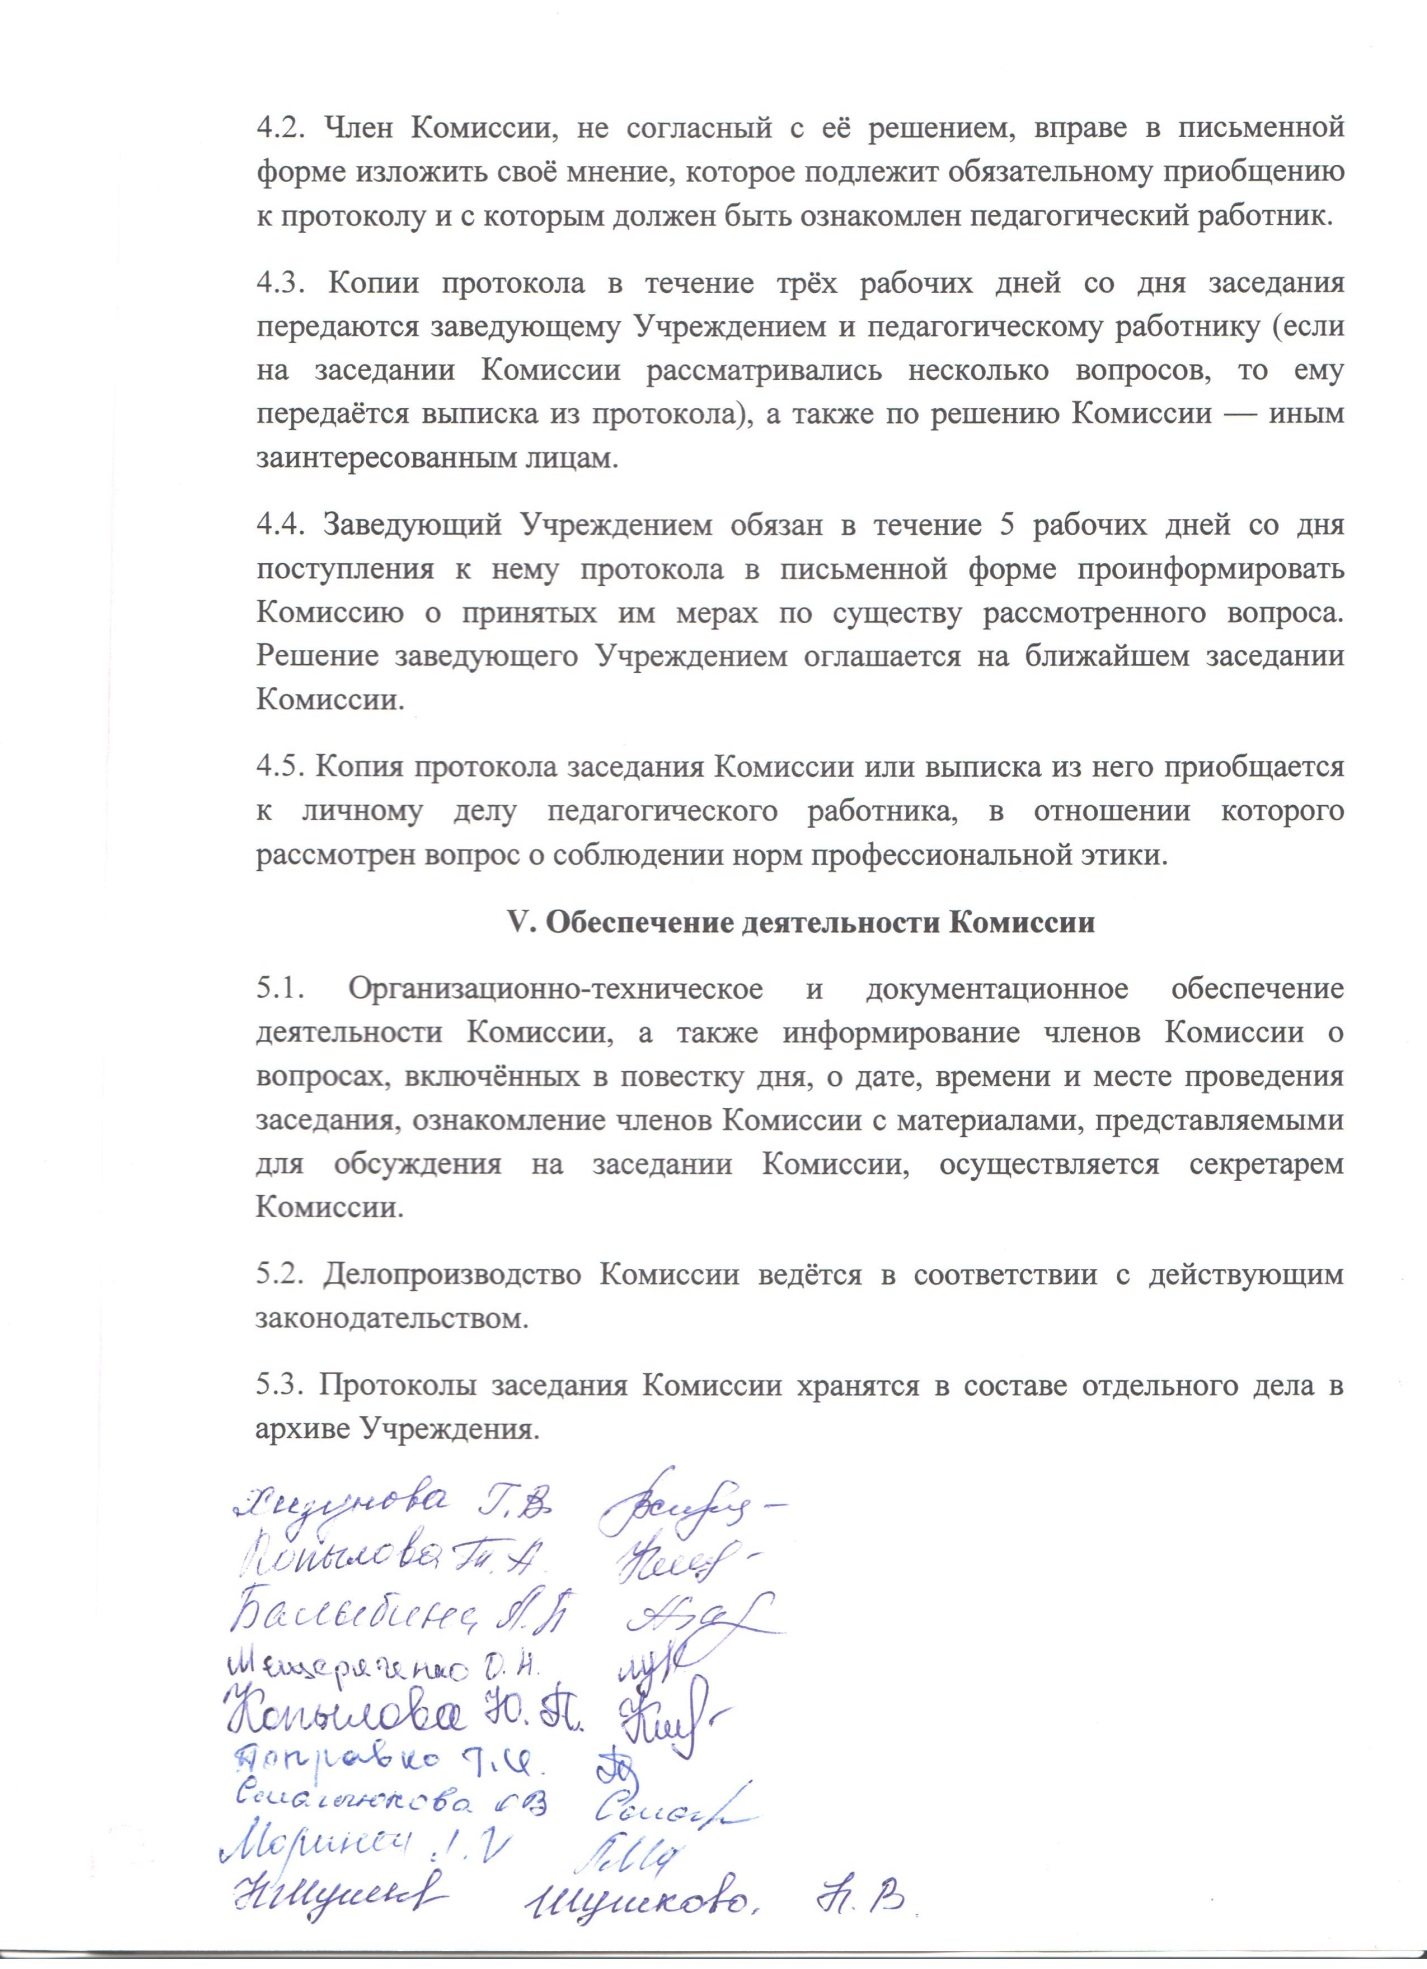 4.2. Член Комиссии, не согласный с её решением, вправе в письменной
форме изложить своё мнение, которое подлежит обязательному приобщению
к протоколу и с которым должен быть ознакомлен педагогический работник.
4.3. Копии протокола в течение трёх рабочих дней со дня заседания
передаются заведующему Учреждением и педагогическому работнику (если
на заседании Комиссии рассматривались несколько вопросов, то ему
передаётся выписка из протокола), а также по решению Комиссии — иным
заинтересованным лицам.
4.4. Заведующий Учреждением обязан в течение 5 рабочих дней со дня
поступления к нему протокола в письменной форме проинформировать
Комиссию о принятых им мерах по существу рассмотренного вопроса.
Решение заведующего Учреждением оглашается на ближайшем заседании
Комиссии.
4.5. Копия протокола заседания Комиссии или выписка из него приобщается
к личному делу педагогического работника, в отношении которого
рассмотрен вопрос о соблюдении норм профессиональной этики.
V. Обеспечение деятельности Комиссии
5.1. Организационно-техническое и документационное обеспечение
деятельности Комиссии, а также информирование членов Комиссии о
вопросах, включённых в повестку дня, о дате, времени и месте проведения
заседания, ознакомление членов Комиссии с материалами, представляемыми
для обсуждения на заседании Комиссии, осуществляется секретарем
Комиссии.
5.2. Делопроизводство Комиссии ведётся в соответствии с действующим
законодательством.
5.3. Протоколы заседания Комиссии хранятся в составе отдельного дела в
архиве Учреждения.
Хизунова Г.В
Копылова Т.А.
Балыбина А.
Мещеряченко О.Н.
Копылова Ю.П.
Поправко
Шушкова Н.В.